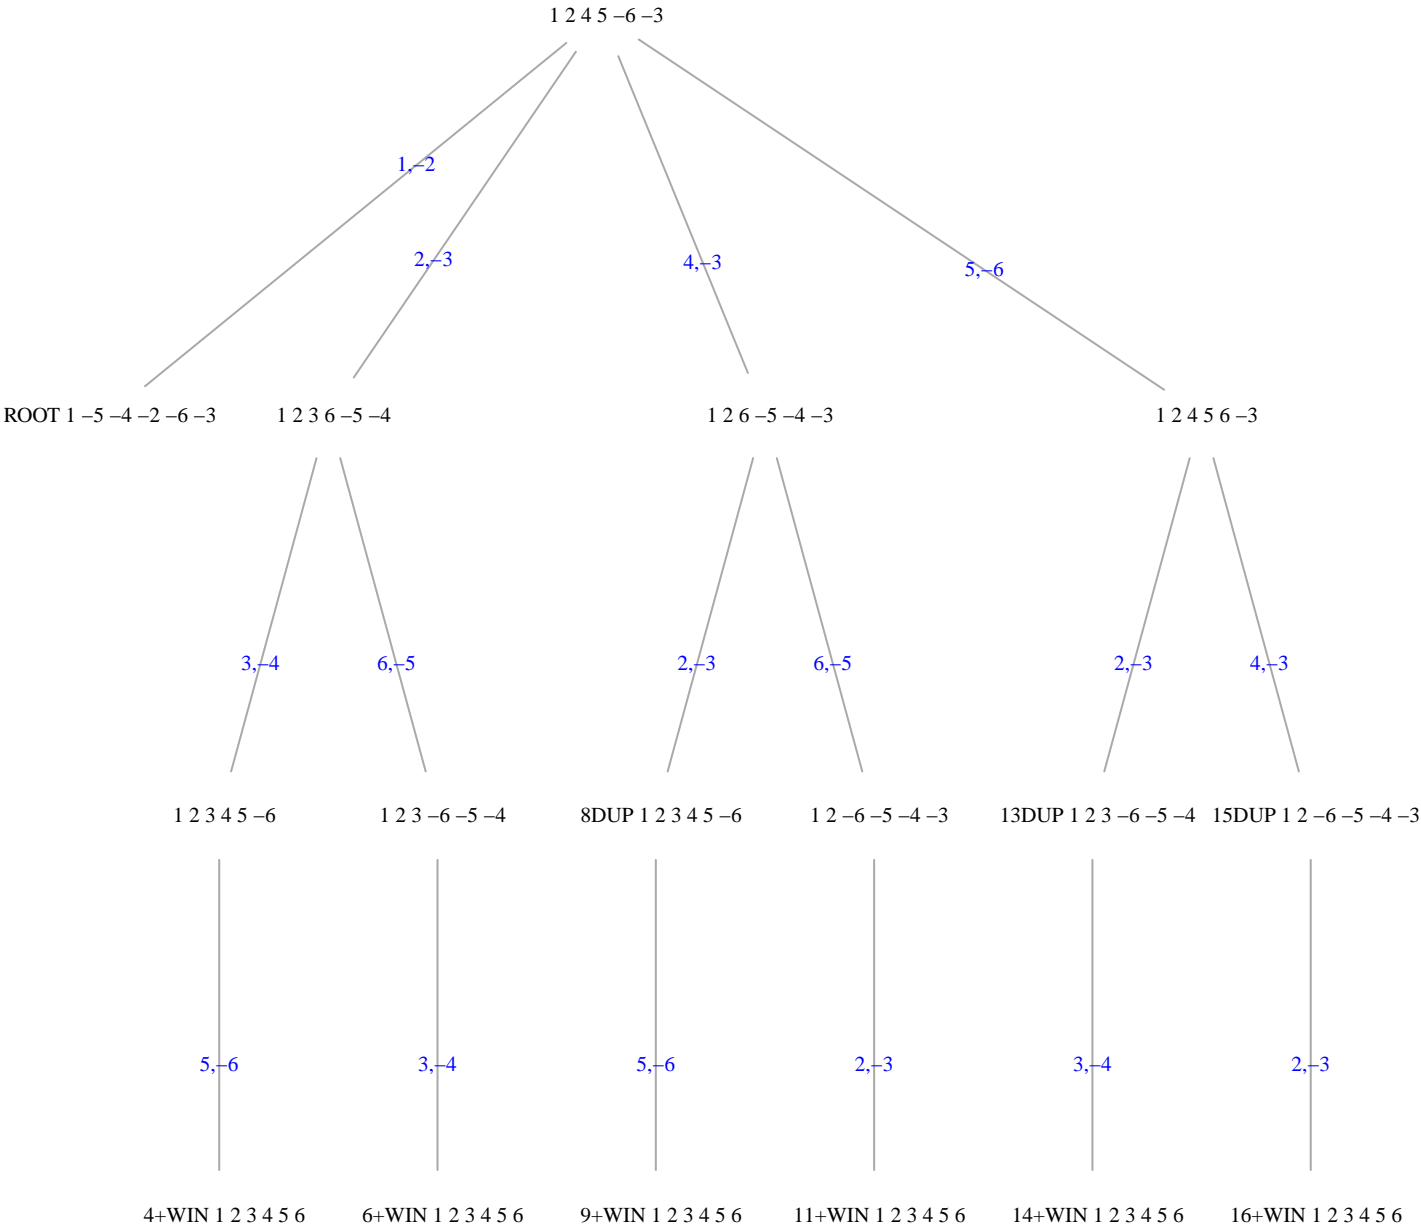 1 2 4 5 –6 –3
1,–2
2,–3
4,–3
5,–6
ROOT 1 –5 –4 –2 –6 –3
1 2 3 6 –5 –4
1 2 6 –5 –4 –3
1 2 4 5 6 –3
3,–4
6,–5
2,–3
6,–5
2,–3
4,–3
1 2 3 4 5 –6
1 2 3 –6 –5 –4
8DUP 1 2 3 4 5 –6
1 2 –6 –5 –4 –3
13DUP 1 2 3 –6 –5 –4
15DUP 1 2 –6 –5 –4 –3
5,–6
3,–4
5,–6
2,–3
3,–4
2,–3
4+WIN 1 2 3 4 5 6
6+WIN 1 2 3 4 5 6
9+WIN 1 2 3 4 5 6
11+WIN 1 2 3 4 5 6
14+WIN 1 2 3 4 5 6
16+WIN 1 2 3 4 5 6